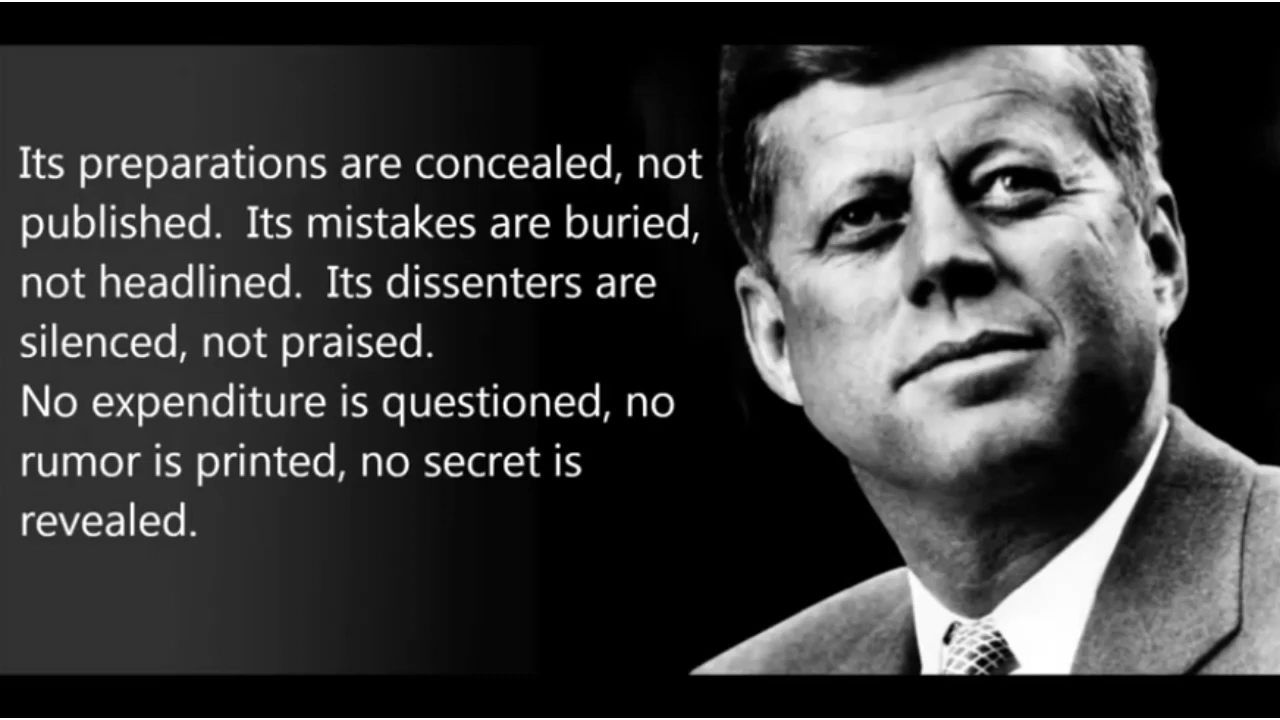 Its preparations are concealed, not
published.  Its mistakes are buried,
not headlined.  Its dissenters are
silenced, not praised.
No expenditure is questioned, no
rumor is printed, no secret is
revealed.